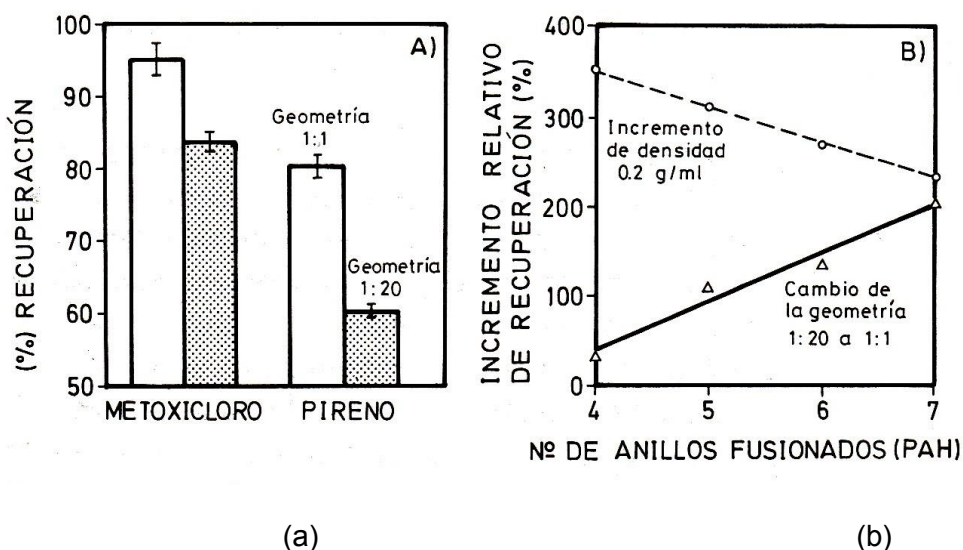 (%) RECUPERACIÓN
100
90
80
70
60
50
A)
Geometría
1:1
Geometría
1:20
METOXICLORO PIRENO
INCREMENTO RELATIVO
DE RECUPERACIÓN (%)
400
300
200
100
0
B)
Incremento
de densidad
0.2 g/ml
Cambio de
la geometría
1:20 a 1:1
4 5 6 7
Nº DE ANILLOS FUSIONADOS (PAH)
(a) (b)